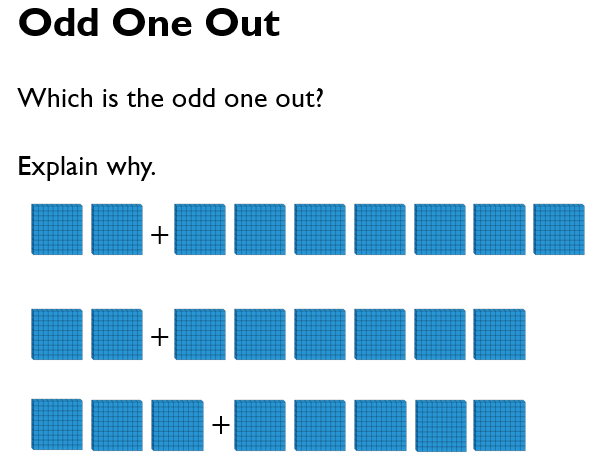 Odd One Out
Which is the odd one out?
Explain why.
+
+
+